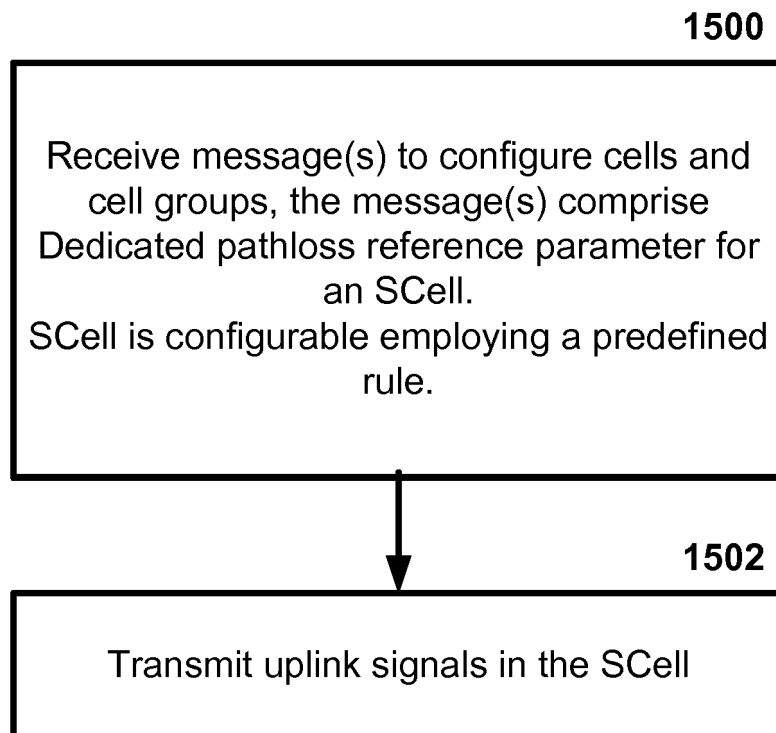 1500
Receive message(s) to configure cells and
cell groups, the message(s) comprise
Dedicated pathloss reference parameter for
an SCell.
SCell is configurable employing a predefined
rule.
1502
Transmit uplink signals in the SCell